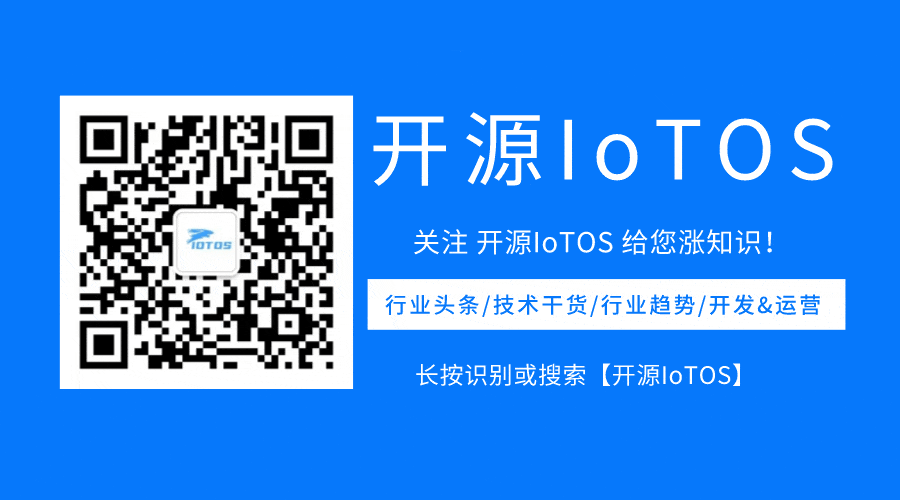 开源IoTOS
IOTOS
关注 开源IoTOS 给您涨知识！
行业头条/技术干货/行业趋势/开发&运营
长按识别或搜索【开源IoTOS】